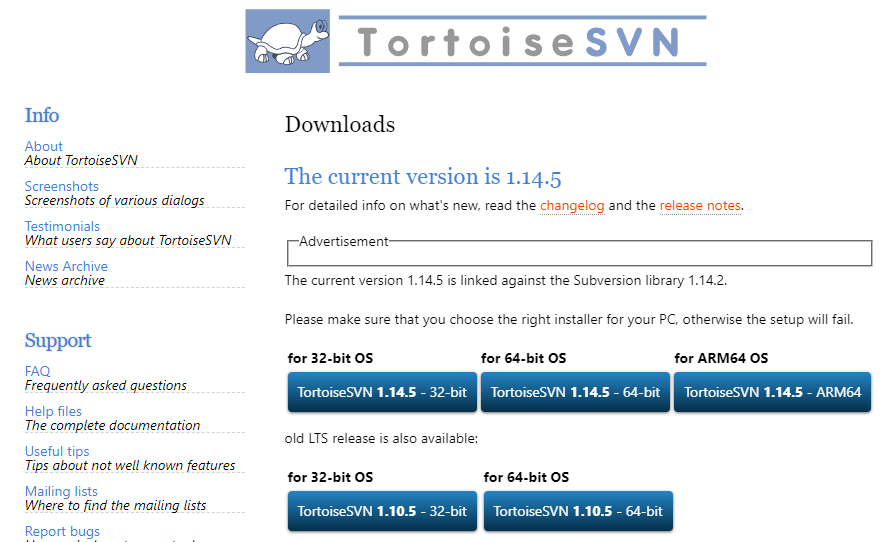 TortoiseSVN
Info
About
About TortoiseSVN
Screenshots
Screenshots of various dialogs
Testimonials
What users say about TortoiseSVN
News Archive
News archive
Support
FAQ
Frequently asked questions
Help files
The complete documentation
Useful tips
Tips about not well known features
Mailing lists
Where to find the mailing lists
Report bugs
Downloads
The current version is 1.14.5
For detailed info on what's new, read the changelog and the release notes.
Advertisement
The current version 1.14.5 is linked against the Subversion library 1.14.2.
Please make sure that you choose the right installer for your PC, otherwise the setup will fail.
for 32-bit OS for 64-bit OS for ARM64 OS
TortoiseSVN 1.14.5 - 32-bit TortoiseSVN 1.14.5 - 64-bit TortoiseSVN 1.14.5 - ARM64
old LTS release is also available:
for 32-bit OS for 64-bit OS
TortoiseSVN 1.10.5 - 32-bit TortoiseSVN 1.10.5 - 64-bit